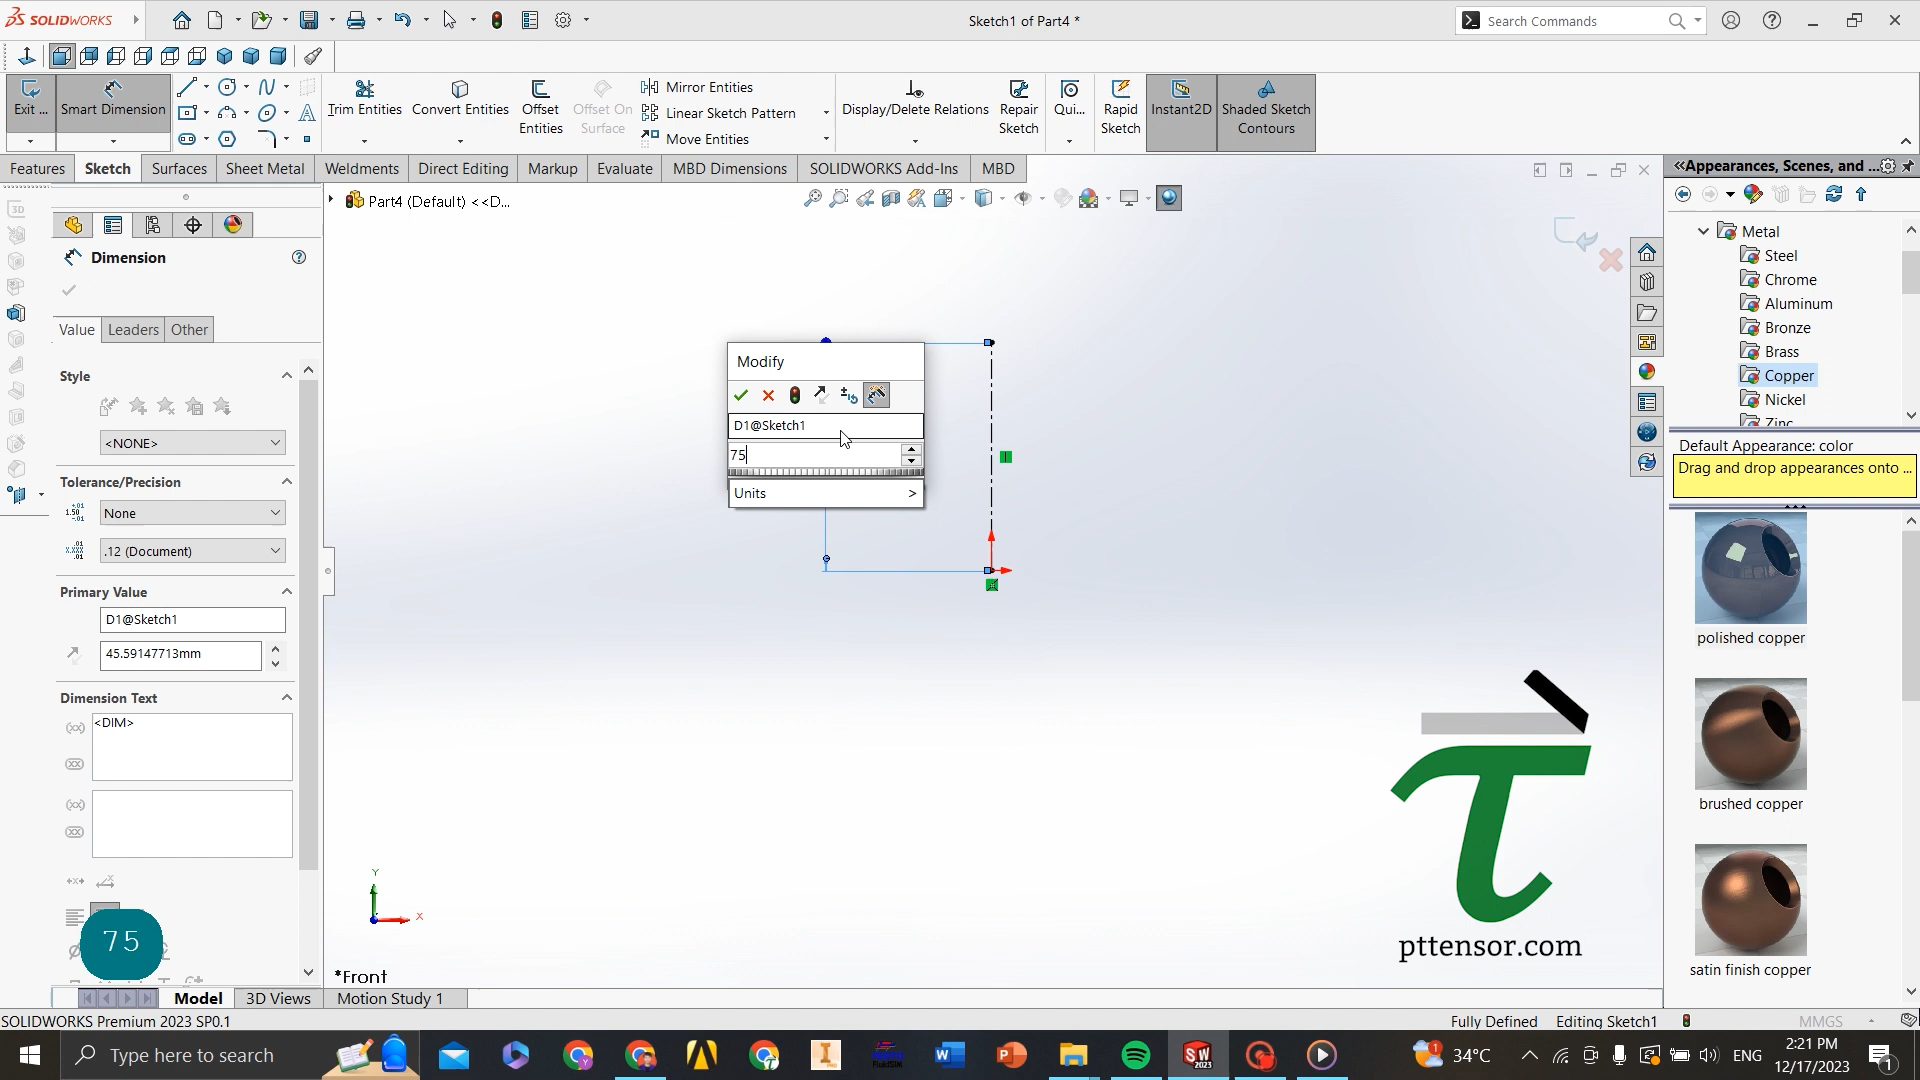 SOLIDWORKS
Sketch1 of Part4 *
Search Commands
Exit ...
Smart Dimension
Trim Entities
Convert Entities
Offset Entities
Offset On Surface
Mirror Entities
Linear Sketch Pattern
Move Entities
Display/Delete Relations
Repair Sketch
Qui...
Rapid Sketch
Instant2D
Shaded Sketch Contours
Features
Sketch
Surfaces
Sheet Metal
Weldments
Direct Editing
Markup
Evaluate
MBD Dimensions
SOLIDWORKS Add-Ins
MBD
«Appearances, Scenes, and ...
Part4 (Default) <<D...
Dimension
Value
Leaders
Other
Style
<NONE>
Tolerance/Precision
None
.12 (Document)
Primary Value
D1@Sketch1
45.59147713mm
Dimension Text
<DIM>
75
Modify
D1@Sketch1
75
Units >
Y
X
*Front
Metal
Steel
Chrome
Aluminum
Bronze
Brass
Copper
Nickel
Zinc
Default Appearance: color
Drag and drop appearances onto ...
polished copper
brushed copper
satin finish copper
pttensor.com
Model
3D Views
Motion Study 1
SOLIDWORKS Premium 2023 SP0.1
Fully Defined
Editing Sketch1
MMGS
Type here to search
34°C
ENG
2:21 PM
12/17/2023